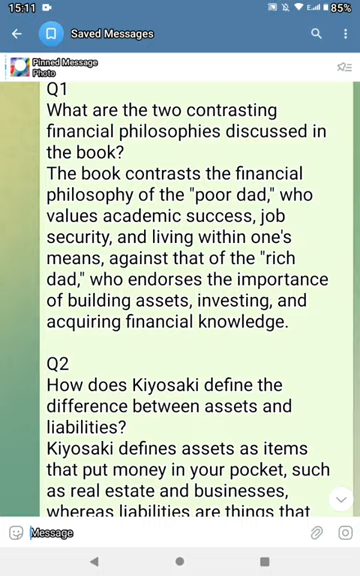 15:11
85%
Saved Messages
Pinned Message
Photo
Q1
What are the two contrasting
financial philosophies discussed in
the book?
The book contrasts the financial
philosophy of the "poor dad," who
values academic success, job
security, and living within one's
means, against that of the "rich
dad," who endorses the importance
of building assets, investing, and
acquiring financial knowledge.
Q2
How does Kiyosaki define the
difference between assets and
liabilities?
Kiyosaki defines assets as items
that put money in your pocket, such
as real estate and businesses,
whereas liabilities are things that
Message